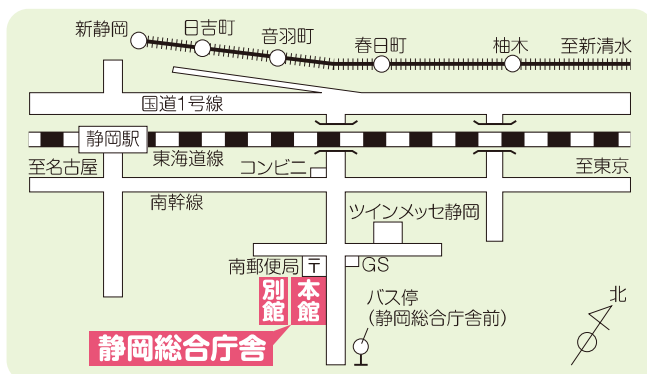 新静岡
日吉町
音羽町
春日町
柚木
至新清水
国道1号線
静岡駅
東海道線
至名古屋
コンビニ
至東京
南幹線
ツインメッセ静岡
南郵便局
〒
GS
別館
本館
静岡総合庁舎
バス停
(静岡総合庁舎前)
北